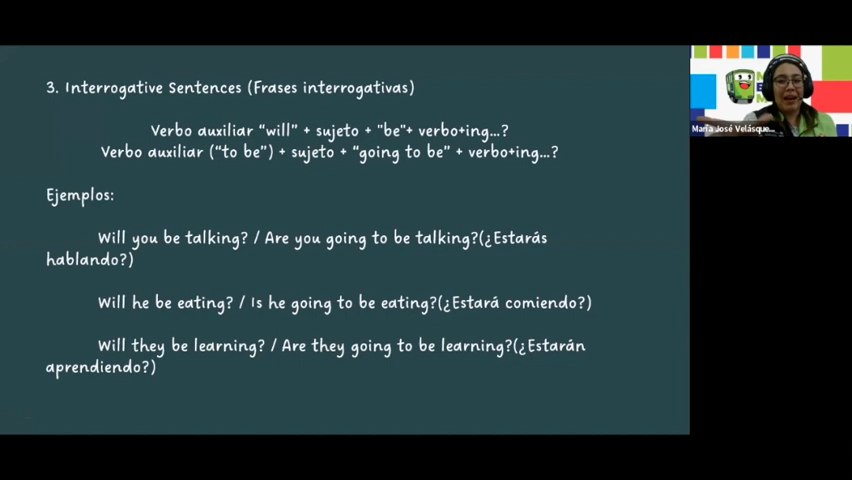 3. Interrogative Sentences (Frases interrogativas)
Verbo auxiliar "will" + sujeto + "be"+ verbo+ing...?
Verbo auxiliar ("to be") + sujeto + "going to be" + verbo+ing...?
Ejemplos:
Will you be talking? / Are you going to be talking?(¿Estarás
hablando?)
Will he be eating? / Is he going to be eating?(¿Estará comiendo?)
Will they be learning? / Are they going to be learning?(¿Estarán
aprendiendo?)
María José Velásque...